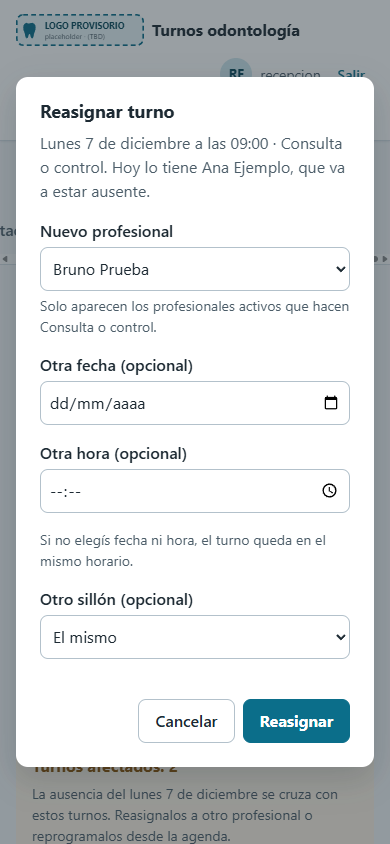 LOGO PROVISORIO
placeholder · (TBD)
Turnos odontología
RE
recepcion
Salir
Reasignar turno
Lunes 7 de diciembre a las 09:00 · Consulta
o control. Hoy lo tiene Ana Ejemplo, que va
a estar ausente.
Nuevo profesional
Bruno Prueba
Solo aparecen los profesionales activos que hacen
Consulta o control.
Otra fecha (opcional)
dd/mm/aaaa
Otra hora (opcional)
--:--
Si no elegís fecha ni hora, el turno queda en el
mismo horario.
Otro sillón (opcional)
El mismo
Cancelar
Reasignar
Turnos afectados: 2
La ausencia del lunes 7 de diciembre se cruza con
estos turnos. Reasignalos a otro profesional o
reprogramalos desde la agenda.